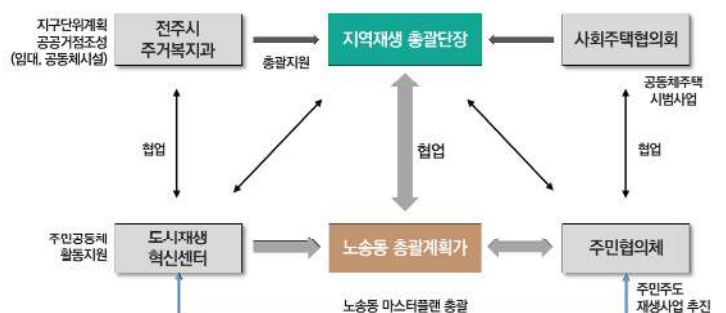 지구단위계획
공공거점조성
(임대, 공동체시설)
전주시
주거복지과
총괄지원
지역재생 총괄단장
사회주택협의회
공동체주택
시범사업
협업
협업
협업
주민공동체
활동지원
도시재생
혁신센터
노송동 총괄계획가
주민협의체
노송동 마스터플랜 총괄
주민주도
재생사업 추진